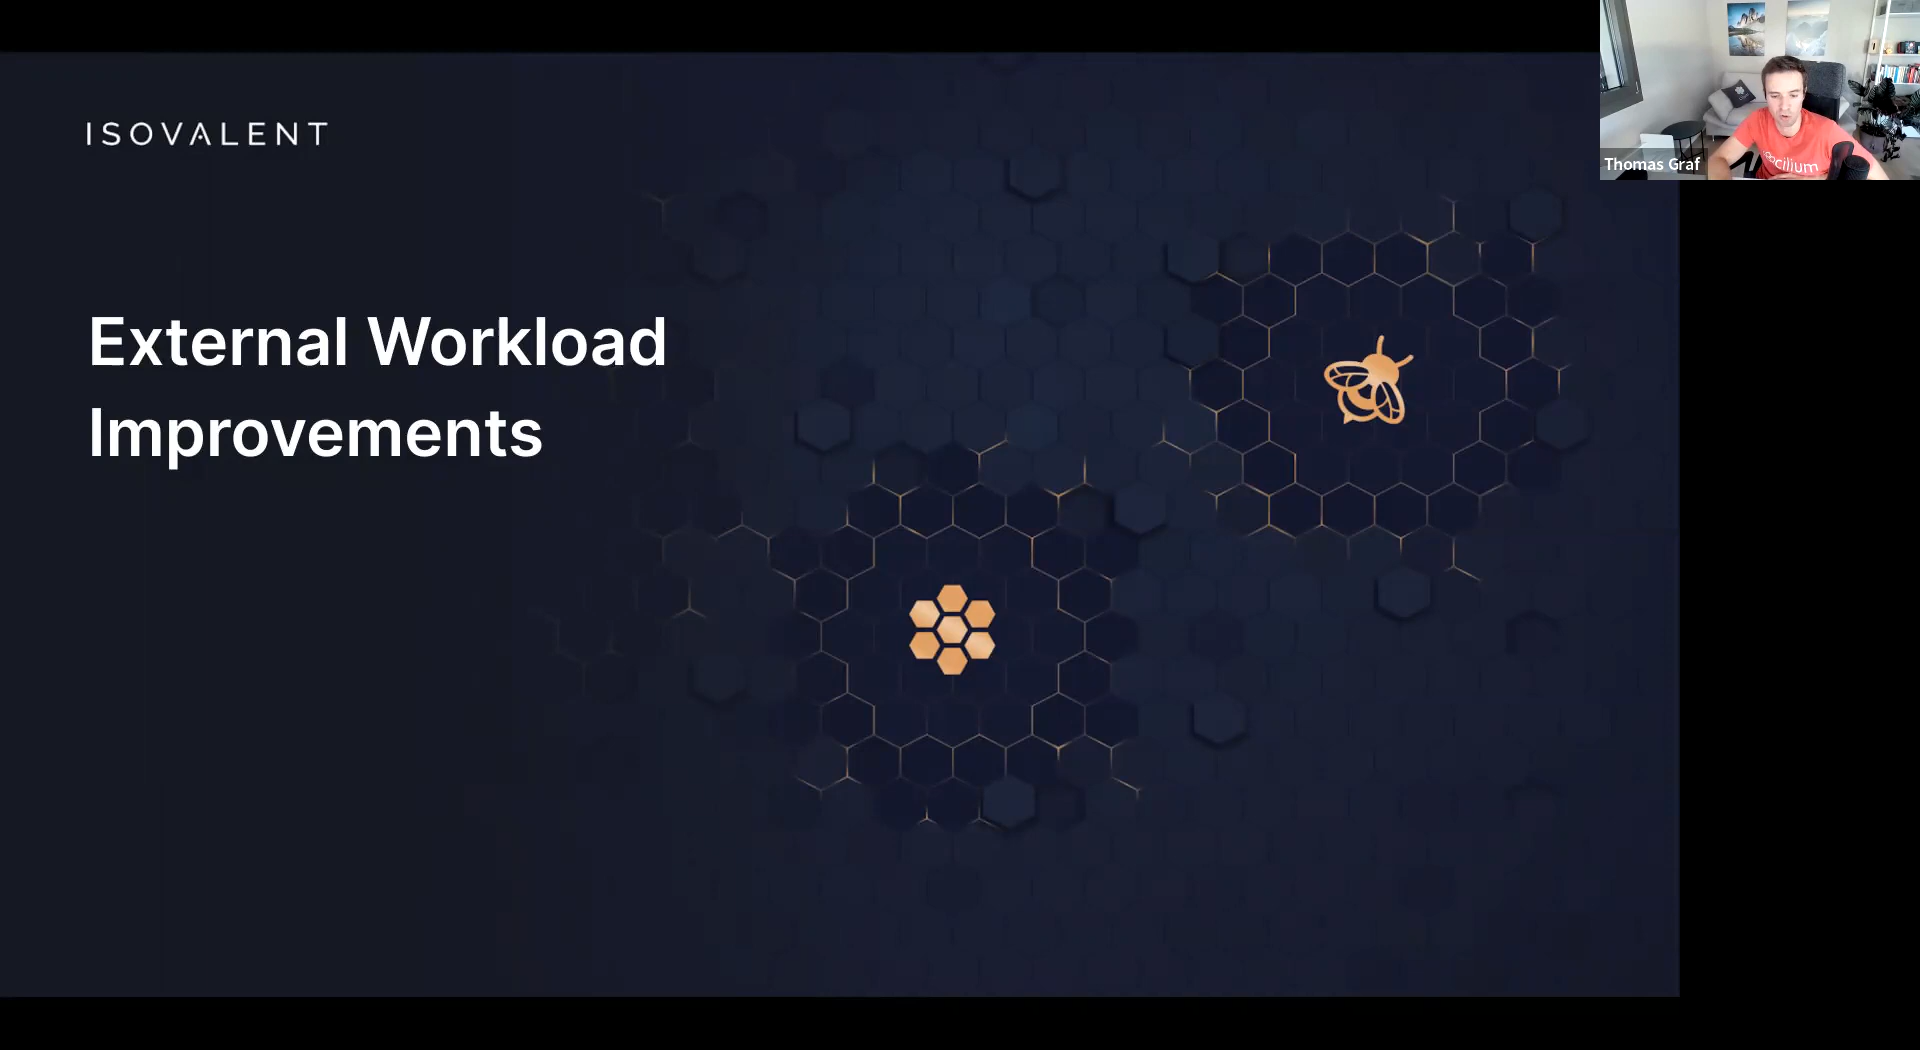 ISOVALENT
External Workload
Improvements
Thomas Graf
cilium